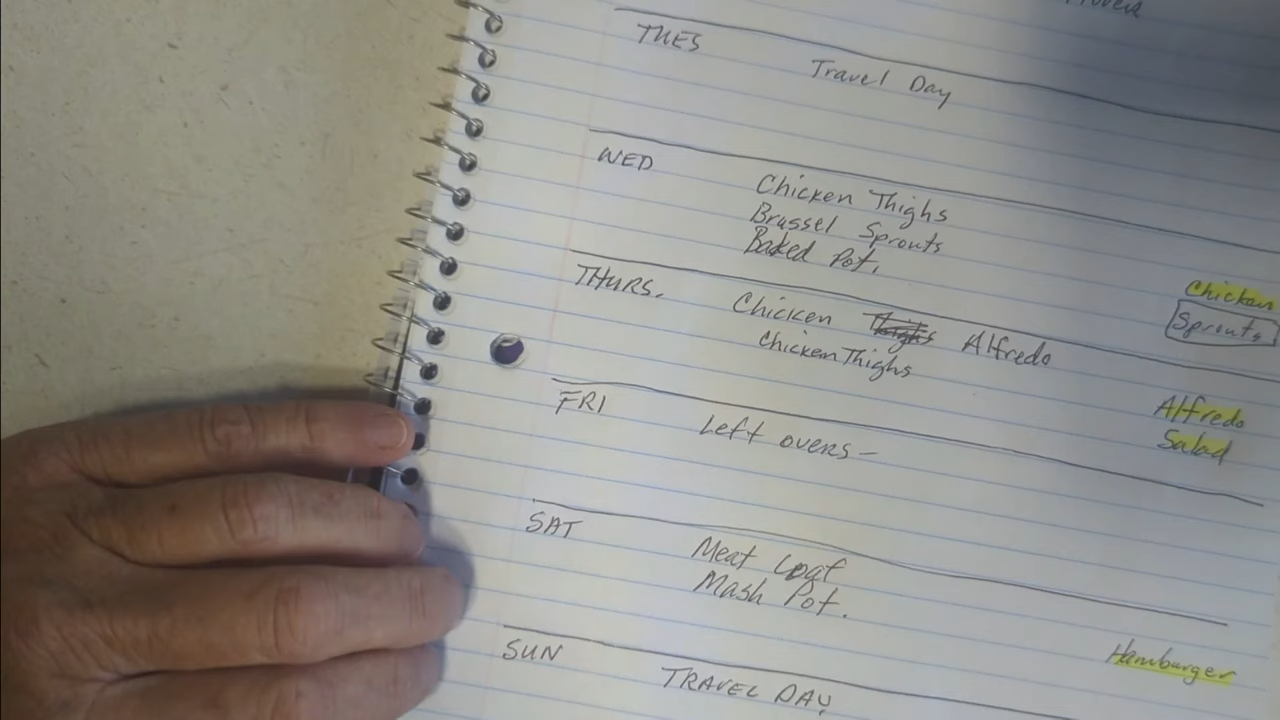 TUES
Travel Day
WED
Chicken Thighs
Brussel Sprouts
Baked Pot.
Chicken
Sprouts
THURS.
Chicken Thighs Alfredo
Chicken Thighs
Alfredo
Salad
FRI
Left overs -
SAT
Meat Loaf
Mash Pot.
Hamburger
SUN
TRAVEL DAY